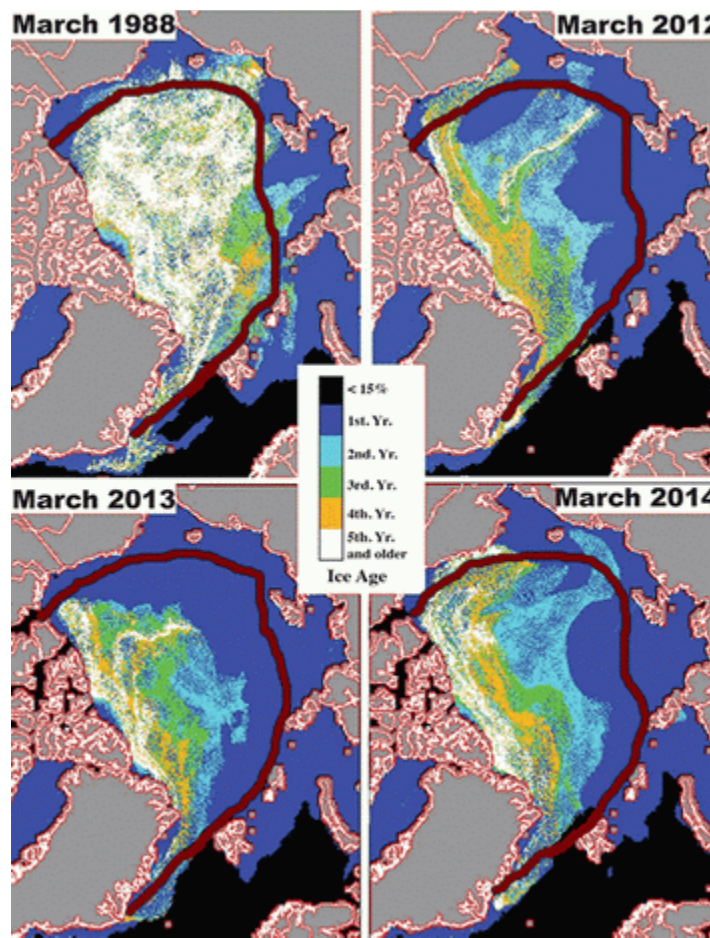 March 1988
March 2012
< 15%
1st. Yr.
2nd. Yr.
3rd. Yr.
4th. Yr.
5th. Yr.
and older
Ice Age
March 2013
March 2014